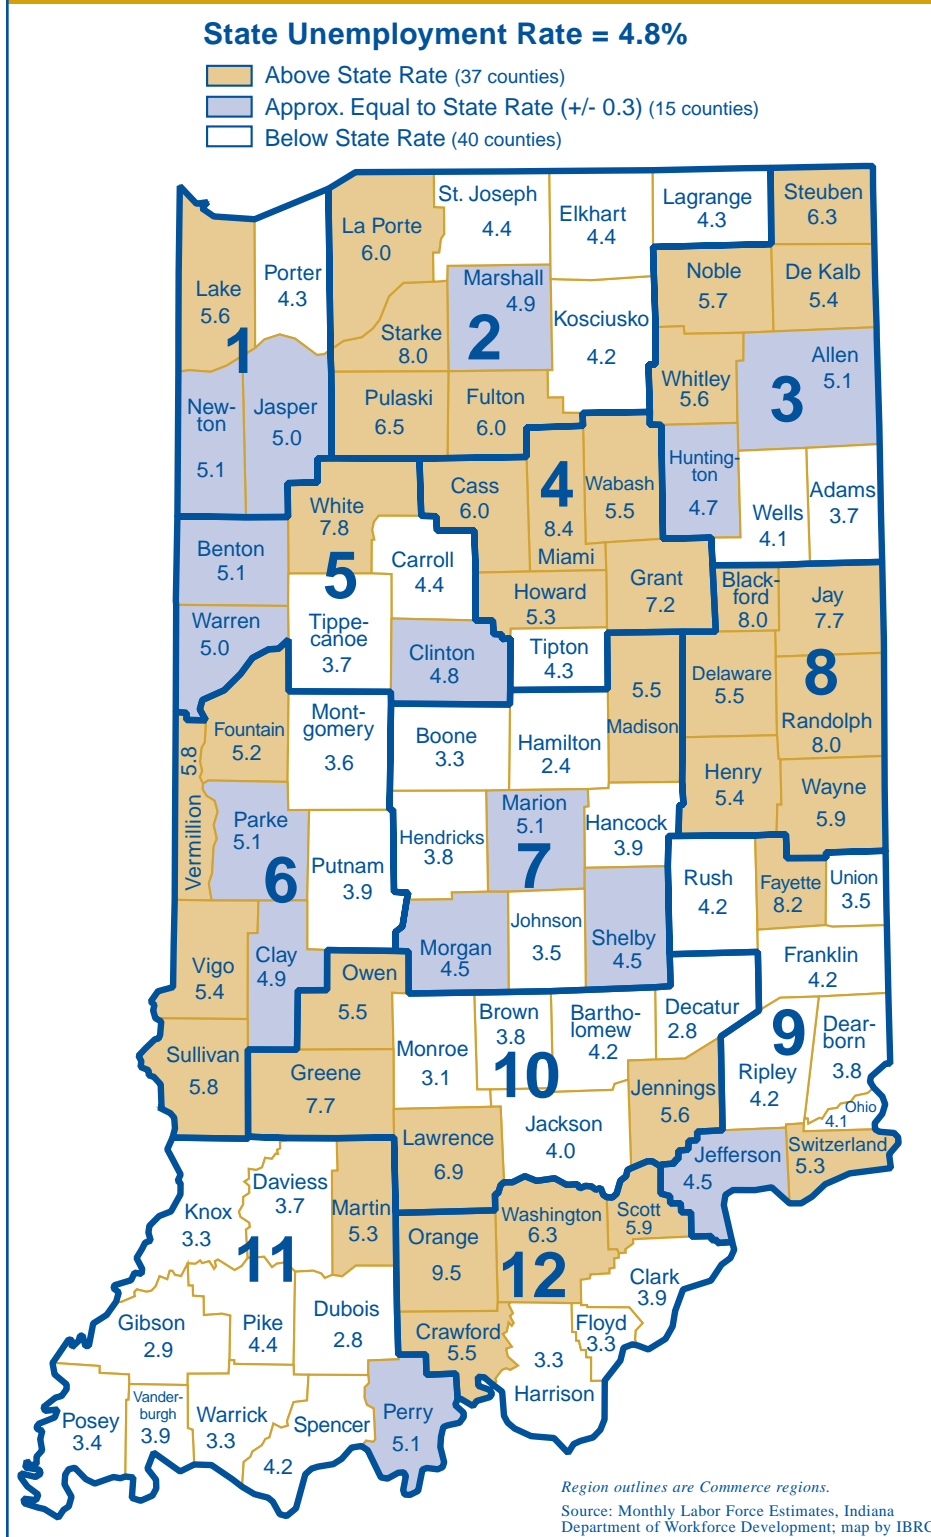 State Unemployment Rate = 4.8%
Above State Rate (37 counties)
Approx. Equal to State Rate (+/- 0.3) (15 counties)
Below State Rate (40 counties)
Lake
5.6
Porter
4.3
1
New-
ton
5.1
Jasper
5.0
La Porte
6.0
St. Joseph
4.4
Elkhart
4.4
Marshall
4.9
2
Starke
8.0
Kosciusko
4.2
Pulaski
6.5
Fulton
6.0
Lagrange
4.3
Steuben
6.3
Noble
5.7
De Kalb
5.4
Whitley
5.6
Allen
5.1
3
Hunting-
ton
4.7
Wells
4.1
Adams
3.7
Cass
6.0
4
8.4
Miami
Wabash
5.5
Howard
5.3
Grant
7.2
Tipton
4.3
White
7.8
Carroll
4.4
5
Benton
5.1
Warren
5.0
Tippe-
canoe
3.7
Clinton
4.8
Fountain
5.2
Mont-
gomery
3.6
Vermillion
5.8
Parke
5.1
6
Putnam
3.9
Vigo
5.4
Clay
4.9
Sullivan
5.8
Boone
3.3
Hamilton
2.4
5.5
Madison
Hendricks
3.8
Marion
5.1
7
Hancock
3.9
Morgan
4.5
Johnson
3.5
Shelby
4.5
Black-
ford
8.0
Jay
7.7
Delaware
5.5
8
Randolph
8.0
Henry
5.4
Wayne
5.9
Rush
4.2
Fayette
8.2
Union
3.5
Franklin
4.2
Decatur
2.8
9
Dear-
born
3.8
Ripley
4.2
Ohio
4.1
Jefferson
4.5
Switzerland
5.3
Owen
5.5
Greene
7.7
Monroe
3.1
Brown
3.8
Bartho-
lomew
4.2
10
Jennings
5.6
Jackson
4.0
Lawrence
6.9
Knox
3.3
Daviess
3.7
Martin
5.3
11
Gibson
2.9
Pike
4.4
Dubois
2.8
Posey
3.4
Vander-
burgh
3.9
Warrick
3.3
Spencer
4.2
Perry
5.1
Orange
9.5
Washington
6.3
12
Scott
5.9
Clark
3.9
Crawford
5.5
Floyd
3.3
3.3
Harrison
Region outlines are Commerce regions.
Source: Monthly Labor Force Estimates, Indiana
Department of Workforce Development; map by IBRC